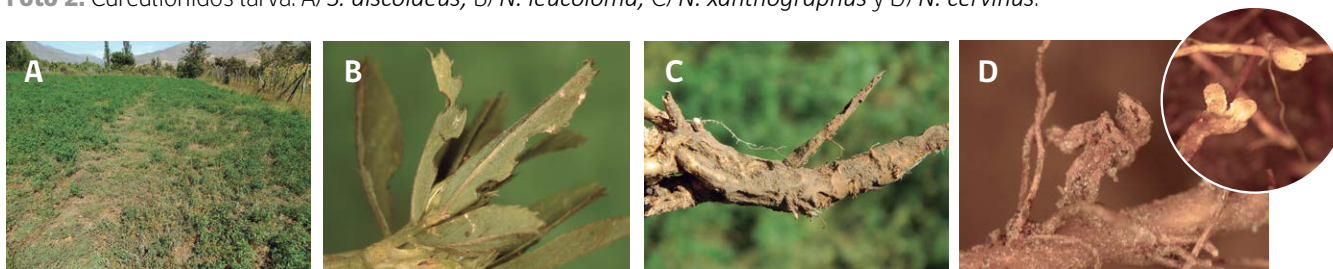 Foto 2. Curculiónidos larva. A/ S. discoideus, B/ N. leucoloma, C/ N. xanthographus y D/ N. cervinus.
A B C D